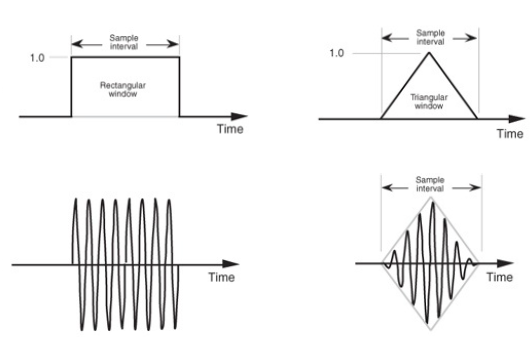 Sample
interval
1.0
Rectangular
window
Time
Sample
interval
1.0
Triangular
window
Time
Time
Sample
interval
Time